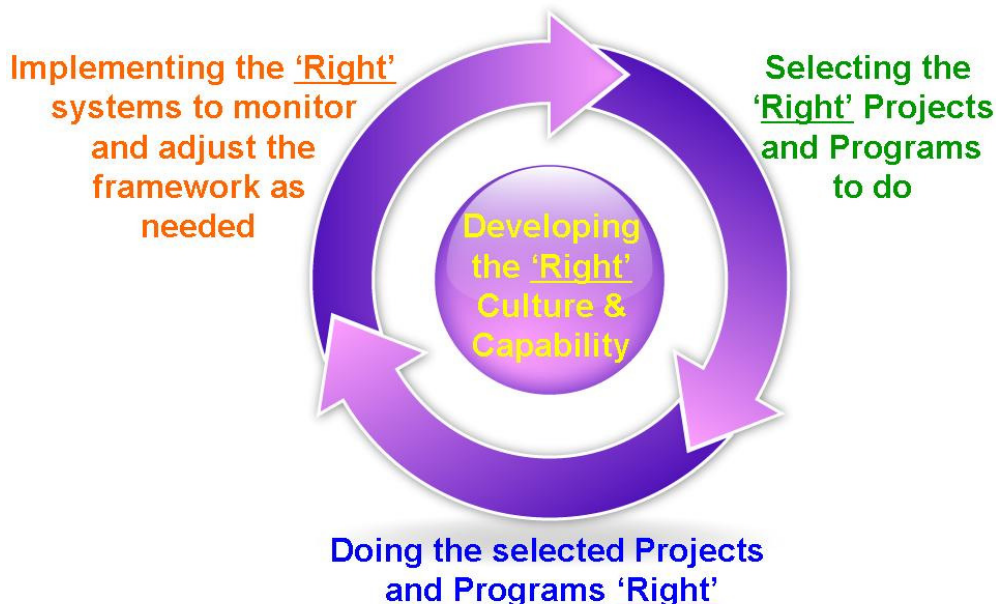 Implementing the ‘Right’
systems to monitor
and adjust the
framework as
needed
Selecting the
‘Right’ Projects
and Programs
to do
Developing
the ‘Right’
Culture &
Capability
Doing the selected Projects
and Programs ‘Right’